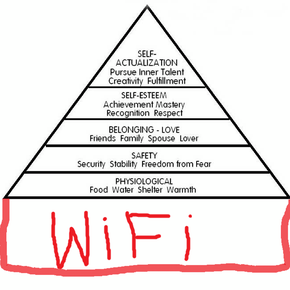 SELF-
ACTUALIZATION
Pursue Inner Talent
Creativity Fulfillment
SELF-ESTEEM
Achievement Mastery
Recognition Respect
BELONGING - LOVE
Friends Family Spouse Lover
SAFETY
Security Stability Freedom from Fear
PHYSIOLOGICAL
Food Water Shelter Warmth
WiFi